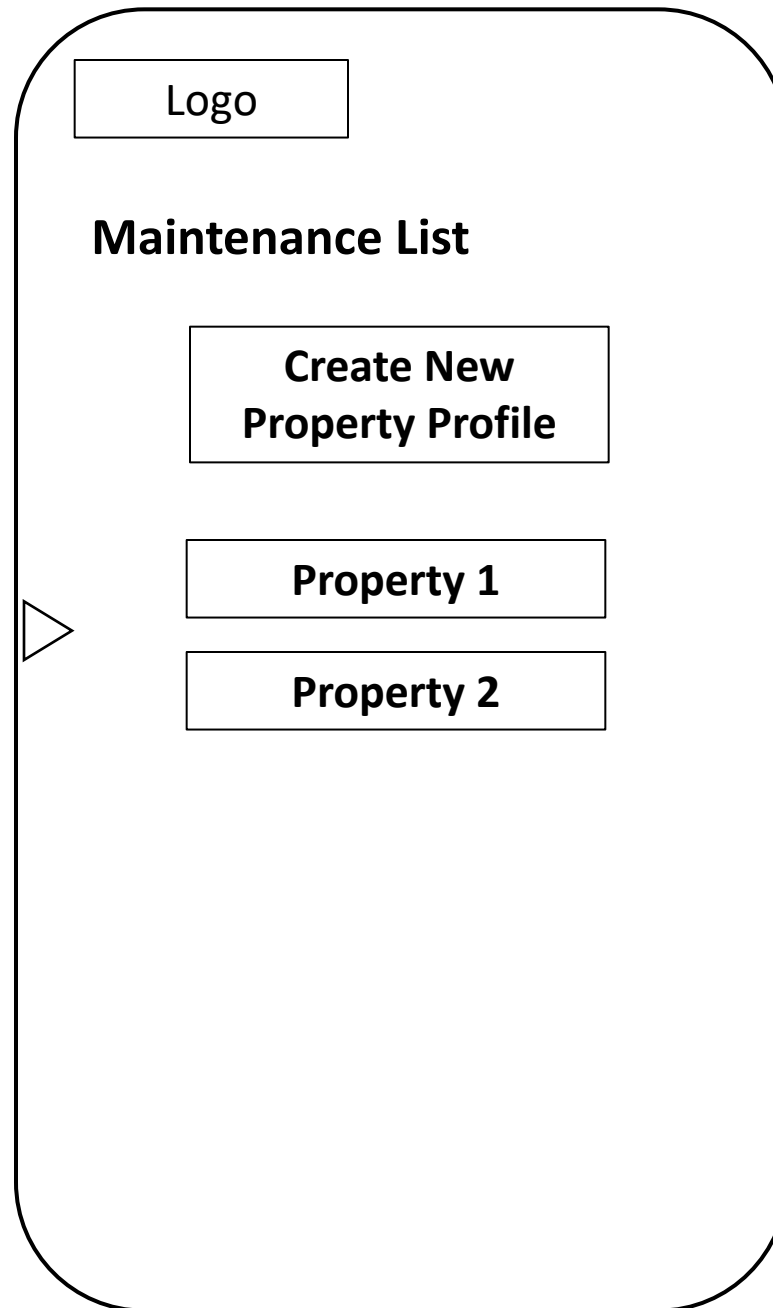 Logo
Maintenance List
Create New
Property Profile
Property 1
Property 2